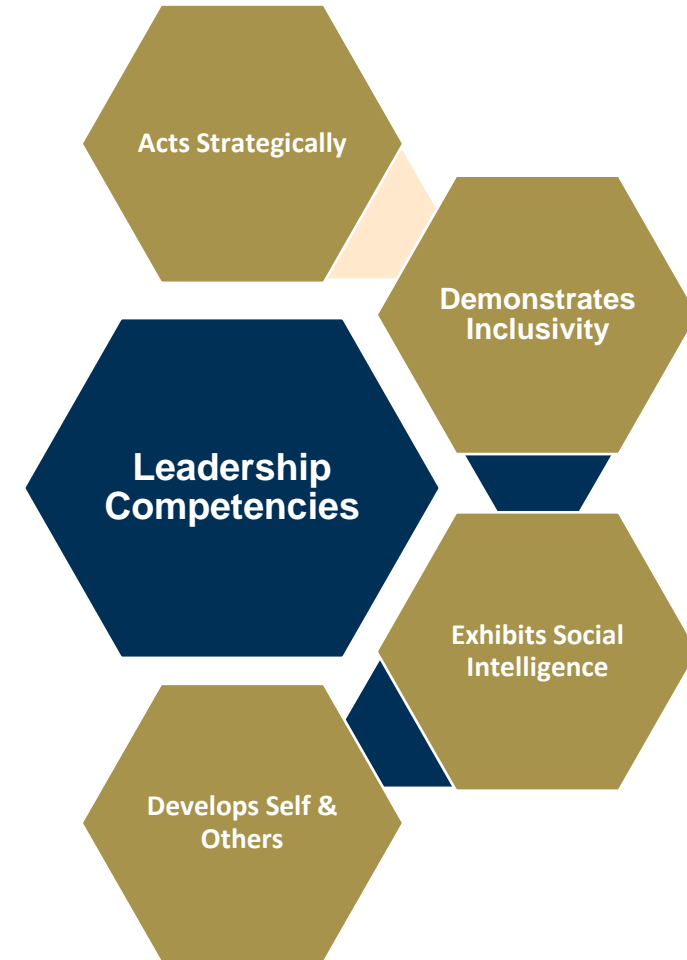 Acts Strategically
Demonstrates
Inclusivity
Leadership
Competencies
Exhibits Social
Intelligence
Develops Self &
Others